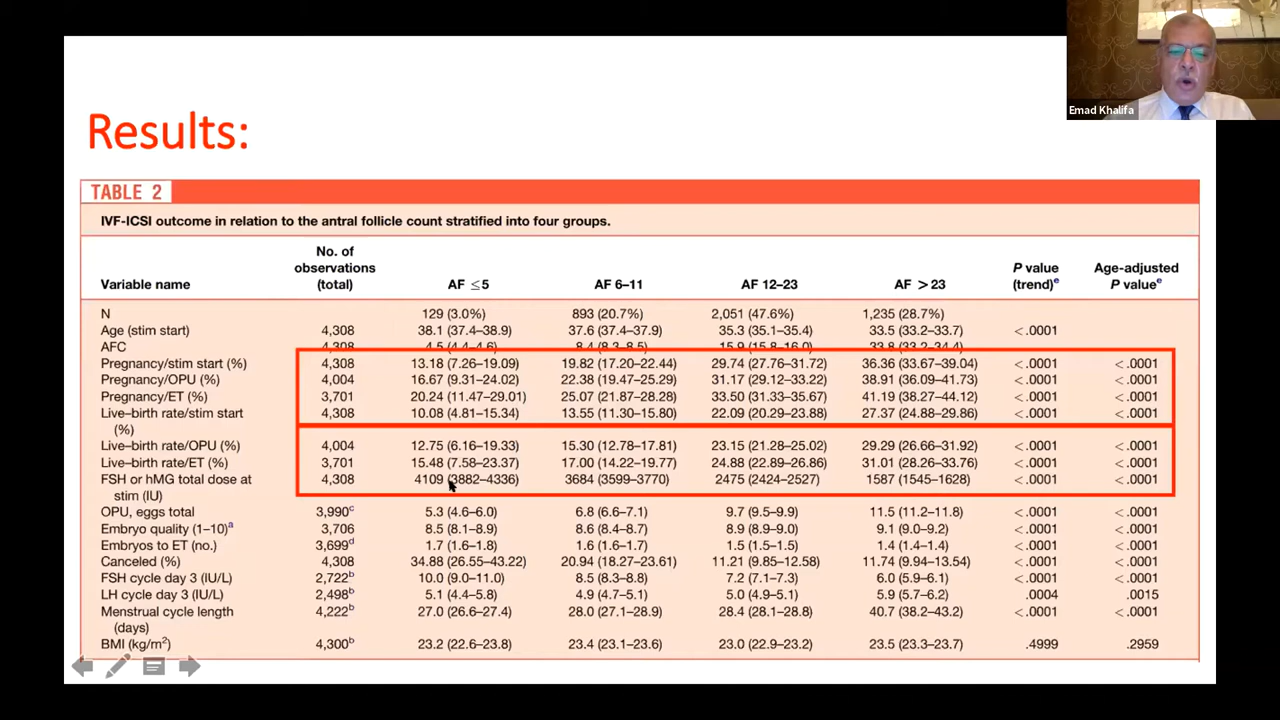 Emad Khalifa
Results:
TABLE 2
IVF-ICSI outcome in relation to the antral follicle count stratified into four groups.
Variable name No. of observations (total) AF ≤5 AF 6–11 AF 12–23 AF >23 P value (trend)e Age-adjusted P valuee
N 129 (3.0%) 893 (20.7%) 2,051 (47.6%) 1,235 (28.7%)
Age (stim start) 4,308 38.1 (37.4–38.9) 37.6 (37.4–37.9) 35.3 (35.1–35.4) 33.5 (33.2–33.7) <.0001
AFC 4,308 4.5 (4.4–4.6) 8.4 (8.3–8.5) 15.9 (15.8–16.0) 33.8 (33.2–34.4)
Pregnancy/stim start (%) 4,308 13.18 (7.26–19.09) 19.82 (17.20–22.44) 29.74 (27.76–31.72) 36.36 (33.67–39.04) <.0001 <.0001
Pregnancy/OPU (%) 4,004 16.67 (9.31–24.02) 22.38 (19.47–25.29) 31.17 (29.12–33.22) 38.91 (36.09–41.73) <.0001 <.0001
Pregnancy/ET (%) 3,701 20.24 (11.47–29.01) 25.07 (21.87–28.28) 33.50 (31.33–35.67) 41.19 (38.27–44.12) <.0001 <.0001
Live–birth rate/stim start 4,308 10.08 (4.81–15.34) 13.55 (11.30–15.80) 22.09 (20.29–23.88) 27.37 (24.88–29.86) <.0001 <.0001
(%)
Live–birth rate/OPU (%) 4,004 12.75 (6.16–19.33) 15.30 (12.78–17.81) 23.15 (21.28–25.02) 29.29 (26.66–31.92) <.0001 <.0001
Live–birth rate/ET (%) 3,701 15.48 (7.58–23.37) 17.00 (14.22–19.77) 24.88 (22.89–26.86) 31.01 (28.26–33.76) <.0001 <.0001
FSH or hMG total dose at 4,308 4109 (3882–4336) 3684 (3599–3770) 2475 (2424–2527) 1587 (1545–1628) <.0001 <.0001
stim (IU)
OPU, eggs total 3,990c 5.3 (4.6–6.0) 6.8 (6.6–7.1) 9.7 (9.5–9.9) 11.5 (11.2–11.8) <.0001 <.0001
Embryo quality (1–10)a 3,706 8.5 (8.1–8.9) 8.6 (8.4–8.7) 8.9 (8.9–9.0) 9.1 (9.0–9.2) <.0001 <.0001
Embryos to ET (no.) 3,699d 1.7 (1.6–1.8) 1.6 (1.6–1.7) 1.5 (1.5–1.5) 1.4 (1.4–1.4) <.0001 <.0001
Canceled (%) 4,308 34.88 (26.55–43.22) 20.94 (18.27–23.61) 11.21 (9.85–12.58) 11.74 (9.94–13.54) <.0001 <.0001
FSH cycle day 3 (IU/L) 2,722b 10.0 (9.0–11.0) 8.5 (8.3–8.8) 7.2 (7.1–7.3) 6.0 (5.9–6.1) <.0001 <.0001
LH cycle day 3 (IU/L) 2,498b 5.1 (4.4–5.8) 4.9 (4.7–5.1) 5.0 (4.9–5.1) 5.9 (5.7–6.2) .0004 .0015
Menstrual cycle length 4,222b 27.0 (26.6–27.4) 28.0 (27.1–28.9) 28.4 (28.1–28.8) 40.7 (38.2–43.2) <.0001 <.0001
(days)
BMI (kg/m2) 4,300b 23.2 (22.6–23.8) 23.4 (23.1–23.6) 23.0 (22.9–23.2) 23.5 (23.3–23.7) .4999 .2959